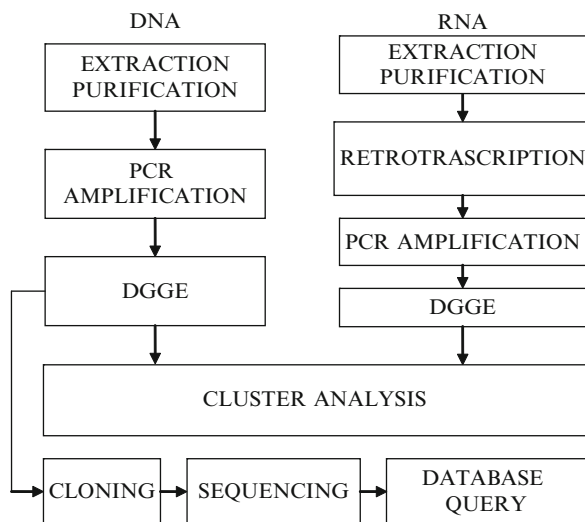 DNA
EXTRACTION
PURIFICATION
PCR
AMPLIFICATION
DGGE
RNA
EXTRACTION
PURIFICATION
RETROTRASCRIPTION
PCR AMPLIFICATION
DGGE
CLUSTER ANALYSIS
CLONING
SEQUENCING
DATABASE
QUERY